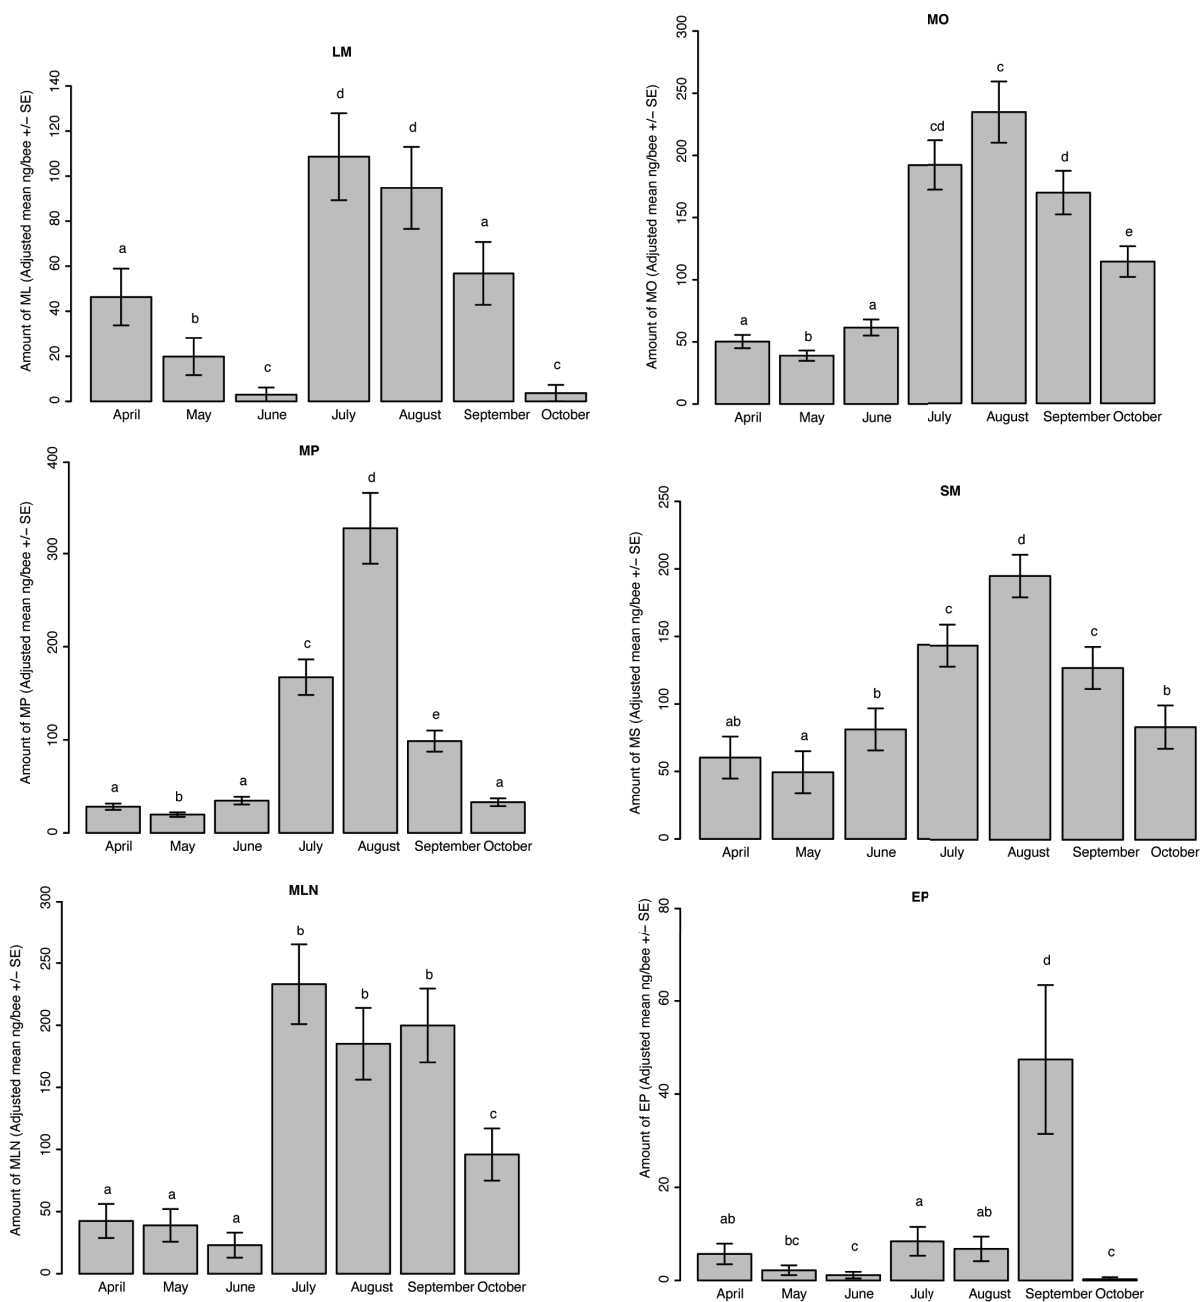 LM
Amount of ML (Adjusted mean ng/bee +/− SE)
140
120
100
80
60
40
20
0
a
b
c
d
d
a
c
April May June July August September October
MO
Amount of MO (Adjusted mean ng/bee +/− SE)
300
250
200
150
100
50
0
a
b
a
cd
c
d
e
April May June July August September October
MP
Amount of MP (Adjusted mean ng/bee +/− SE)
400
300
200
100
0
a
b
a
c
d
e
a
April May June July August September October
SM
Amount of MS (Adjusted mean ng/bee +/− SE)
250
200
150
100
50
0
ab
a
b
c
d
c
b
April May June July August September October
MLN
Amount of MLN (Adjusted mean ng/bee +/− SE)
300
250
200
150
100
50
0
a
a
a
b
b
b
c
April May June July August September October
EP
Amount of EP (Adjusted mean ng/bee +/− SE)
80
60
40
20
0
ab
bc
c
a
ab
d
c
April May June July August September October